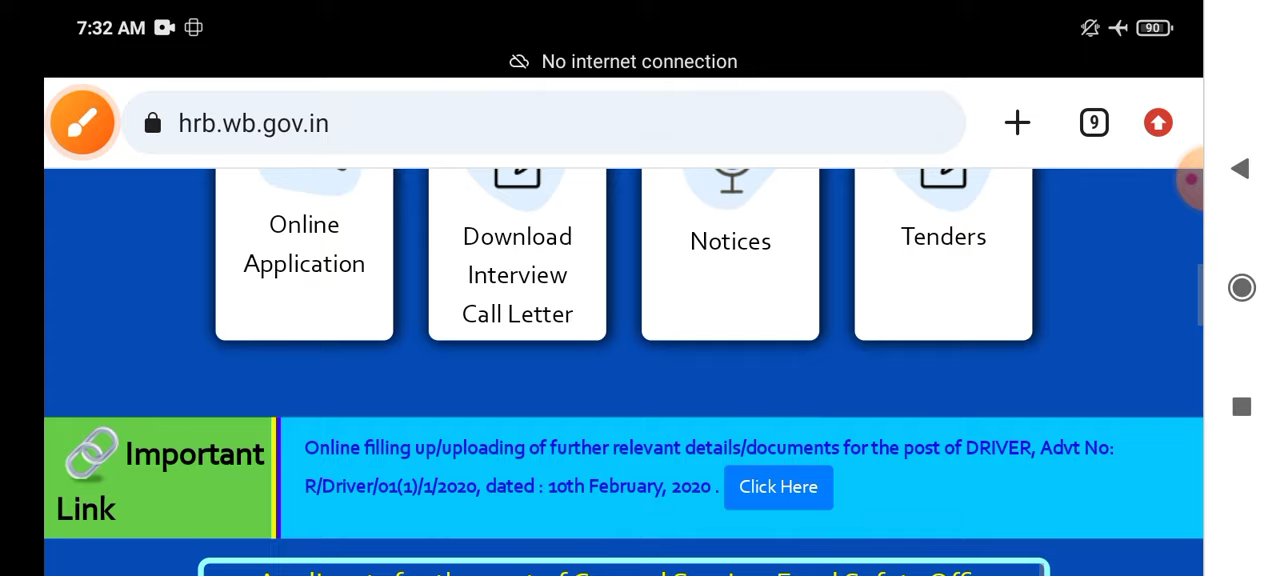 7:32 AM
90
No internet connection
hrb.wb.gov.in
9
Online
Application
Download
Interview
Call Letter
Notices
Tenders
Important
Link
Online filling up/uploading of further relevant details/documents for the post of DRIVER, Advt No:
R/Driver/01(1)/1/2020, dated : 10th February, 2020 .
Click Here